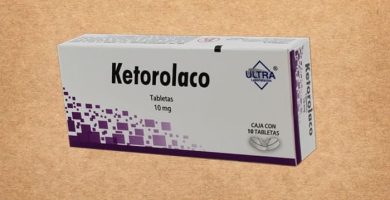 Ketorolaco
Tabletas
10 mg
ULTRA
®
CAJA CON
10 TABLETAS
Ketorolaco